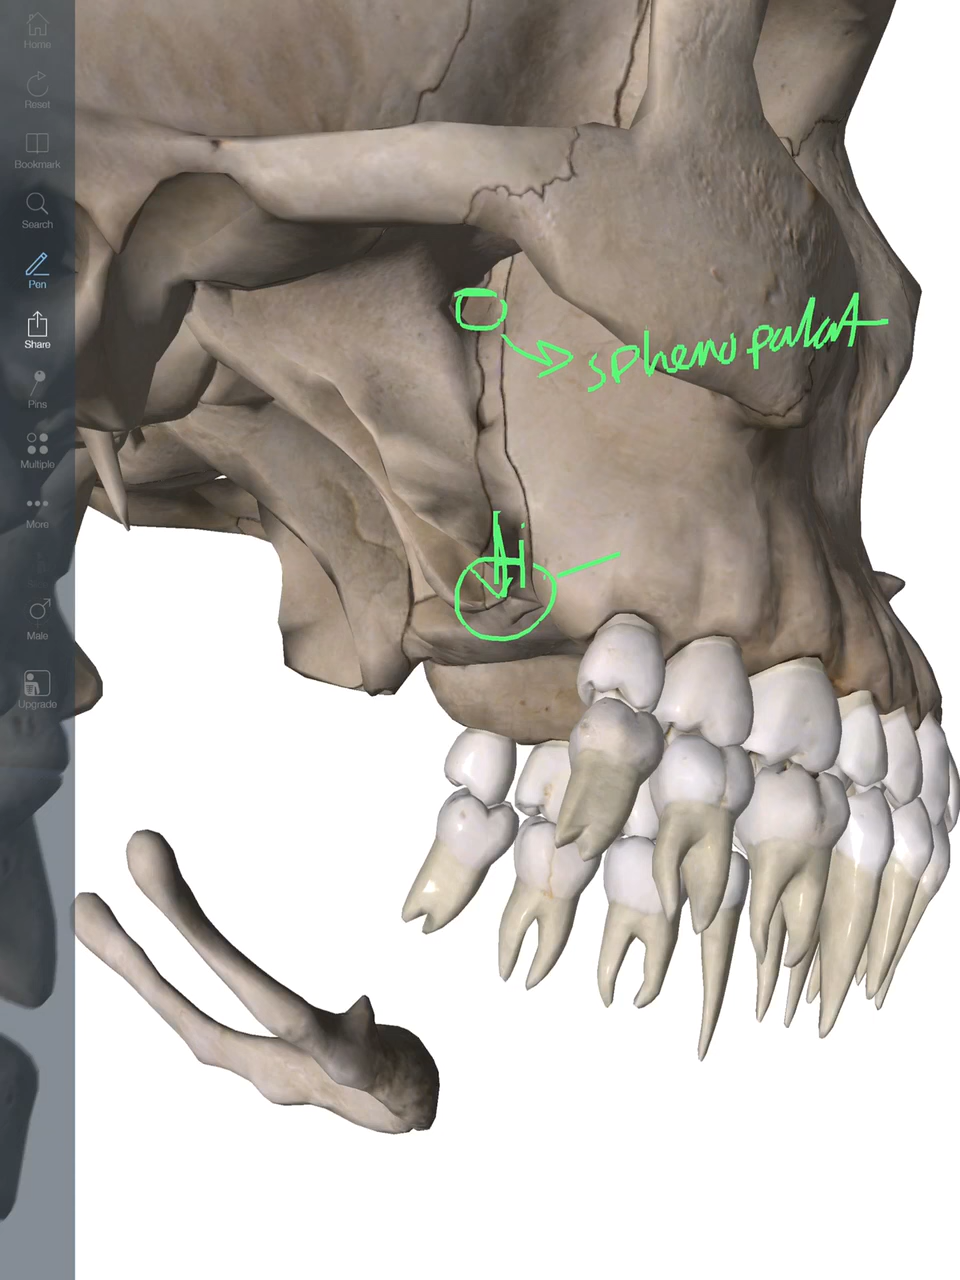 Home
Reset
Bookmark
Search
Pen
Share
Pins
Multiple
More
Male
Upgrade
sphenopalat